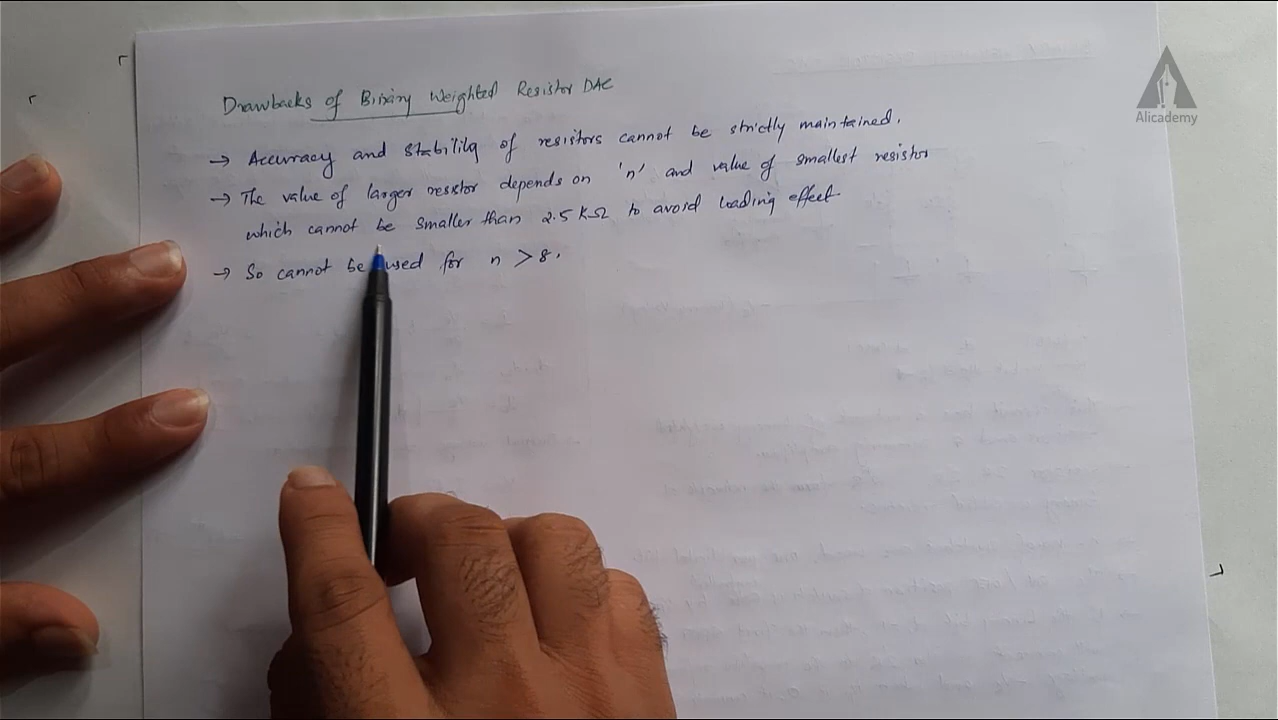 Drawbacks of Binary Weighted Resistor DAC
→ Accuracy and stability of resistors cannot be strictly maintained.
→ The value of larger resistor depends on 'n' and value of smallest resistor
which cannot be smaller than 2.5 KΩ to avoid loading effect
→ So cannot be used for n > 8.
Alicademy